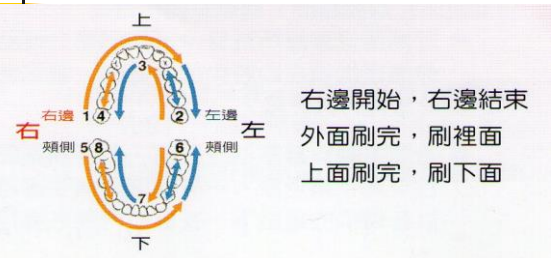 上
3
右邊 1 4 2 左邊
右 左
頰側 5 8 6 頰側
7
下
右邊開始，右邊結束
外面刷完，刷裡面
上面刷完，刷下面